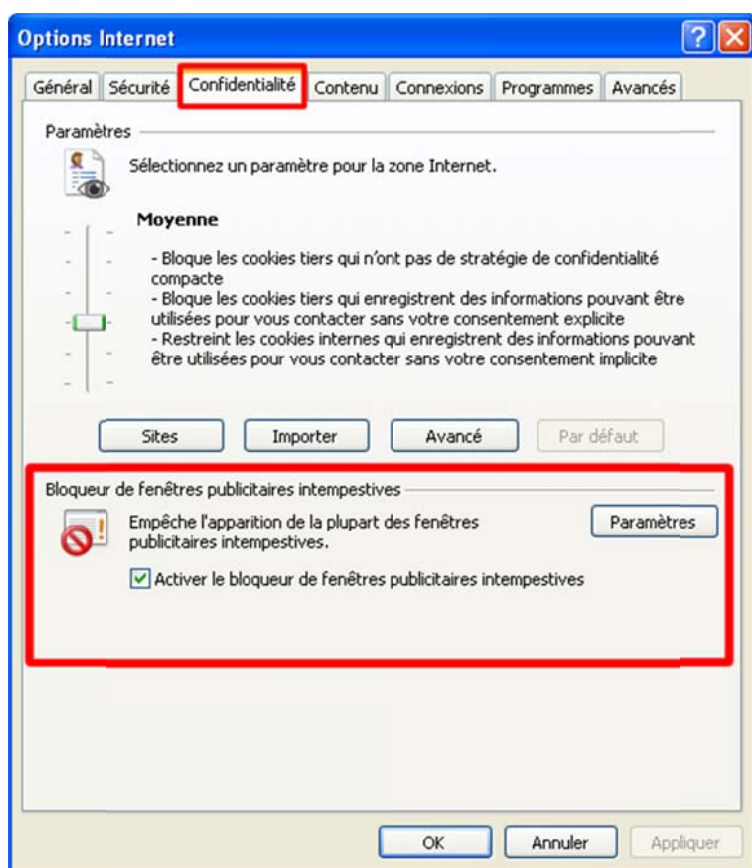 Options Internet
Général Sécurité Confidentialité Contenu Connexions Programmes Avancés
Paramètres
Sélectionnez un paramètre pour la zone Internet.
Moyenne
- Bloque les cookies tiers qui n'ont pas de stratégie de confidentialité
compacte
- Bloque les cookies tiers qui enregistrent des informations pouvant être
utilisées pour vous contacter sans votre consentement explicite
- Restreint les cookies internes qui enregistrent des informations pouvant
être utilisées pour vous contacter sans votre consentement implicite
Sites Importer Avancé Par défaut
Bloqueur de fenêtres publicitaires intempestives
Empêche l'apparition de la plupart des fenêtres
publicitaires intempestives.
Paramètres
Activer le bloqueur de fenêtres publicitaires intempestives
OK Annuler Appliquer